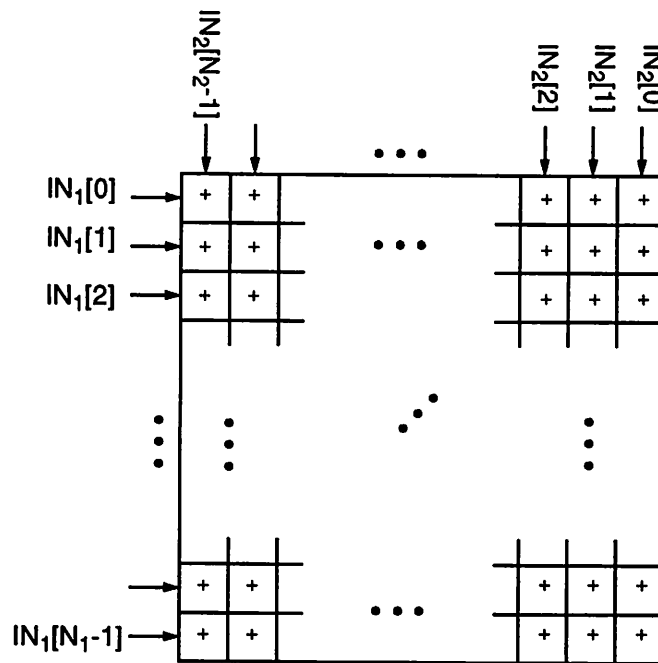 IN₂[N₂-1]
IN₂[2]
IN₂[1]
IN₂[0]
IN₁[0] + + + + +
IN₁[1] + + + + +
IN₁[2] + + + + +
+ + + + +
IN₁[N₁-1] + + + + +